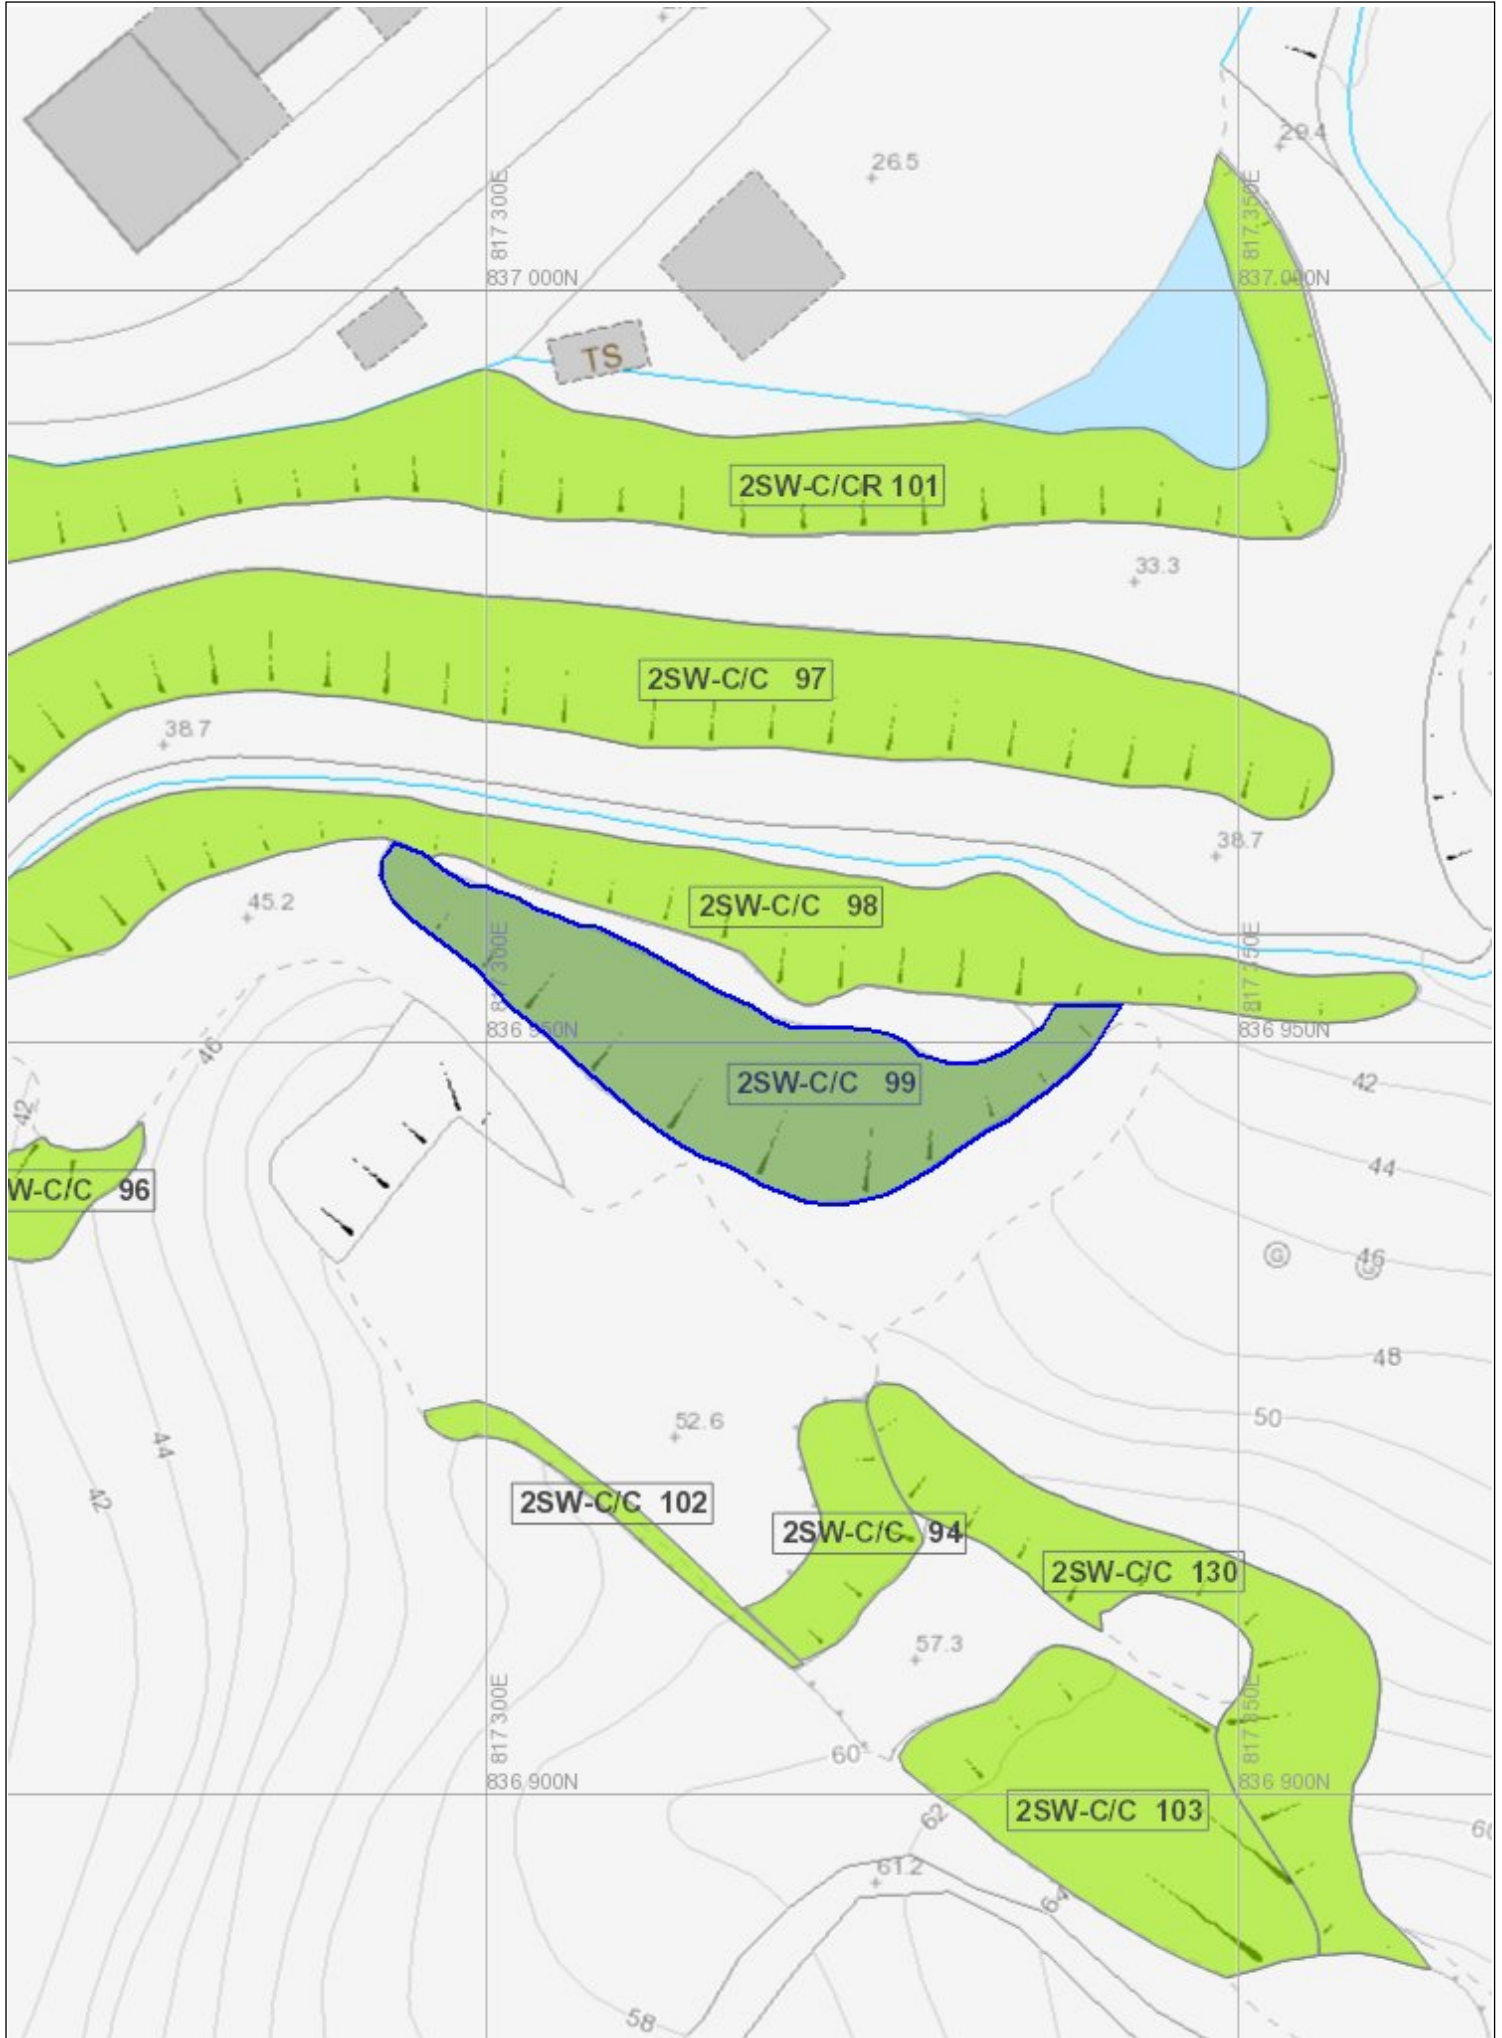 29.4
26.5
817 300E
817 350E
837 000N
837 000N
TS
2SW-C/CR 101
33.3
2SW-C/C 97
38.7
38.7
2SW-C/C 98
45.2
817 300E
817 350E
836 950N
836 950N
46
2SW-C/C 99
42
42
44
W-C/C 96
G
46
G
48
50
52.6
44
42
2SW-C/C 102
2SW-C/C 94
2SW-C/C 130
57.3
817 300E
817 350E
60
836 900N
836 900N
2SW-C/C 103
62
61.2
64
58